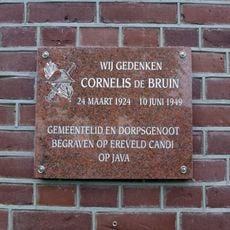 WIJ GEDENKEN
CORNELIS DE BRUIN
24 MAART 1924 10 JUNI 1949
GEMEENTELID EN DORPSGENOOT
BEGRAVEN OP EREVELD CANDI
OP JAVA